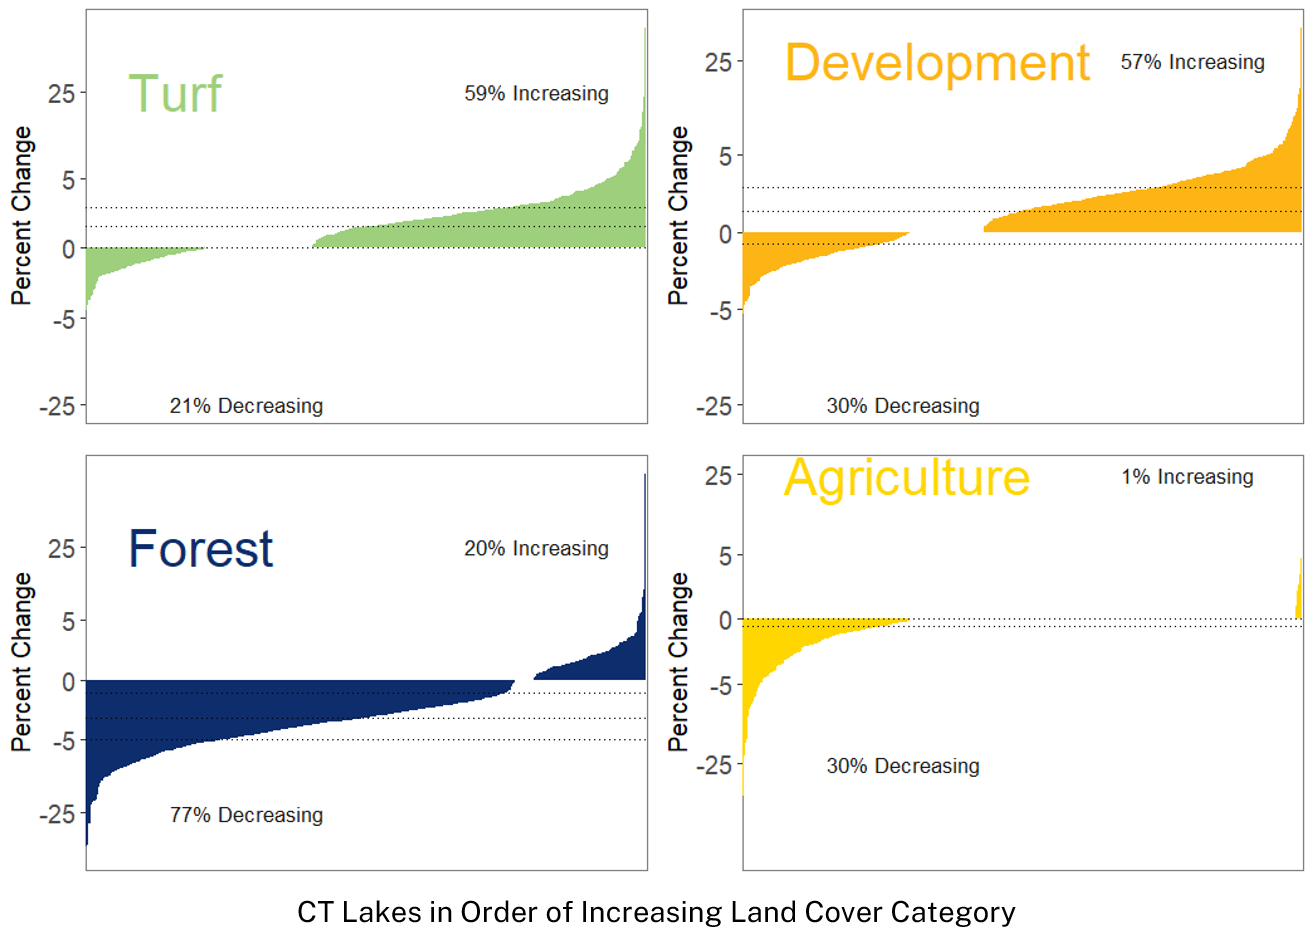 Turf
59% Increasing
25
5
0
-5
-25
Percent Change
21% Decreasing
Development
57% Increasing
25
5
0
-5
-25
Percent Change
30% Decreasing
Forest
20% Increasing
25
5
0
-5
-25
Percent Change
77% Decreasing
Agriculture
1% Increasing
25
5
0
-5
-25
Percent Change
30% Decreasing
CT Lakes in Order of Increasing Land Cover Category